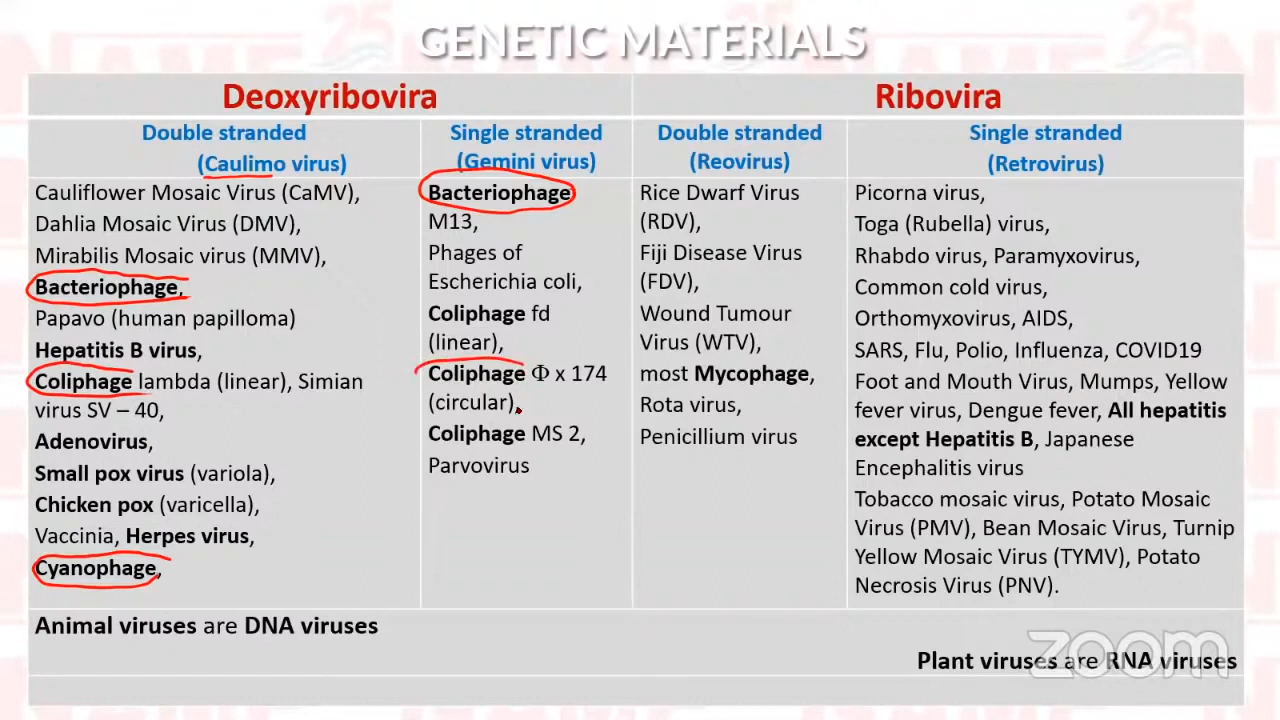 GENETIC MATERIALS
Deoxyribovira
Ribovira
Double stranded
(Caulimo virus)
Single stranded
(Gemini virus)
Double stranded
(Reovirus)
Single stranded
(Retrovirus)
Cauliflower Mosaic Virus (CaMV),
Dahlia Mosaic Virus (DMV),
Mirabilis Mosaic virus (MMV),
Bacteriophage,
Papavo (human papilloma)
Hepatitis B virus,
Coliphage lambda (linear), Simian
virus SV – 40,
Adenovirus,
Small pox virus (variola),
Chicken pox (varicella),
Vaccinia, Herpes virus,
Cyanophage,
Bacteriophage
M13,
Phages of
Escherichia coli,
Coliphage fd
(linear),
Coliphage Φ x 174
(circular),
Coliphage MS 2,
Parvovirus
Rice Dwarf Virus
(RDV),
Fiji Disease Virus
(FDV),
Wound Tumour
Virus (WTV),
most Mycophage,
Rota virus,
Penicillium virus
Picorna virus,
Toga (Rubella) virus,
Rhabdo virus, Paramyxovirus,
Common cold virus,
Orthomyxovirus, AIDS,
SARS, Flu, Polio, Influenza, COVID19
Foot and Mouth Virus, Mumps, Yellow
fever virus, Dengue fever, All hepatitis
except Hepatitis B, Japanese
Encephalitis virus
Tobacco mosaic virus, Potato Mosaic
Virus (PMV), Bean Mosaic Virus, Turnip
Yellow Mosaic Virus (TYMV), Potato
Necrosis Virus (PNV).
Animal viruses are DNA viruses
Plant viruses are RNA viruses
zoom